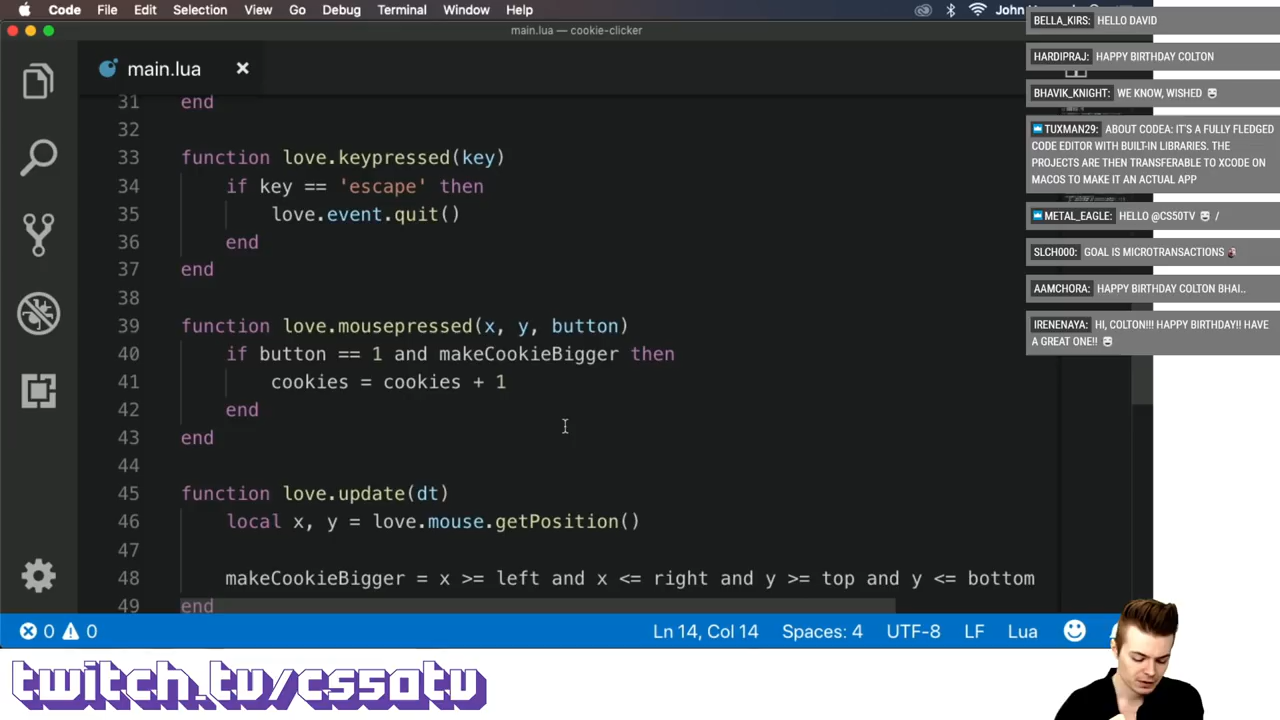 Code File Edit Selection View Go Debug Terminal Window Help
main.lua — cookie-clicker
main.lua
31 end
32
33 function love.keypressed(key)
34 if key == 'escape' then
35 love.event.quit()
36 end
37 end
38
39 function love.mousepressed(x, y, button)
40 if button == 1 and makeCookieBigger then
41 cookies = cookies + 1
42 end
43 end
44
45 function love.update(dt)
46 local x, y = love.mouse.getPosition()
47
48 makeCookieBigger = x >= left and x <= right and y >= top and y <= bottom
49 end
0 0 Ln 14, Col 14 Spaces: 4 UTF-8 LF Lua
BELLA_KIRS: HELLO DAVID
HARDIPRAJ: HAPPY BIRTHDAY COLTON
BHAVIK_KNIGHT: WE KNOW, WISHED
TUXMAN29: ABOUT CODEA: IT'S A FULLY FLEDGED
CODE EDITOR WITH BUILT-IN LIBRARIES. THE
PROJECTS ARE THEN TRANSFERABLE TO XCODE ON
MACOS TO MAKE IT AN ACTUAL APP
METAL_EAGLE: HELLO @CS50TV /
SLCH000: GOAL IS MICROTRANSACTIONS
AAMCHORA: HAPPY BIRTHDAY COLTON BHAI..
IRENENAYA: HI, COLTON!!! HAPPY BIRTHDAY!! HAVE
A GREAT ONE!!
twitch.tv/cs50tv